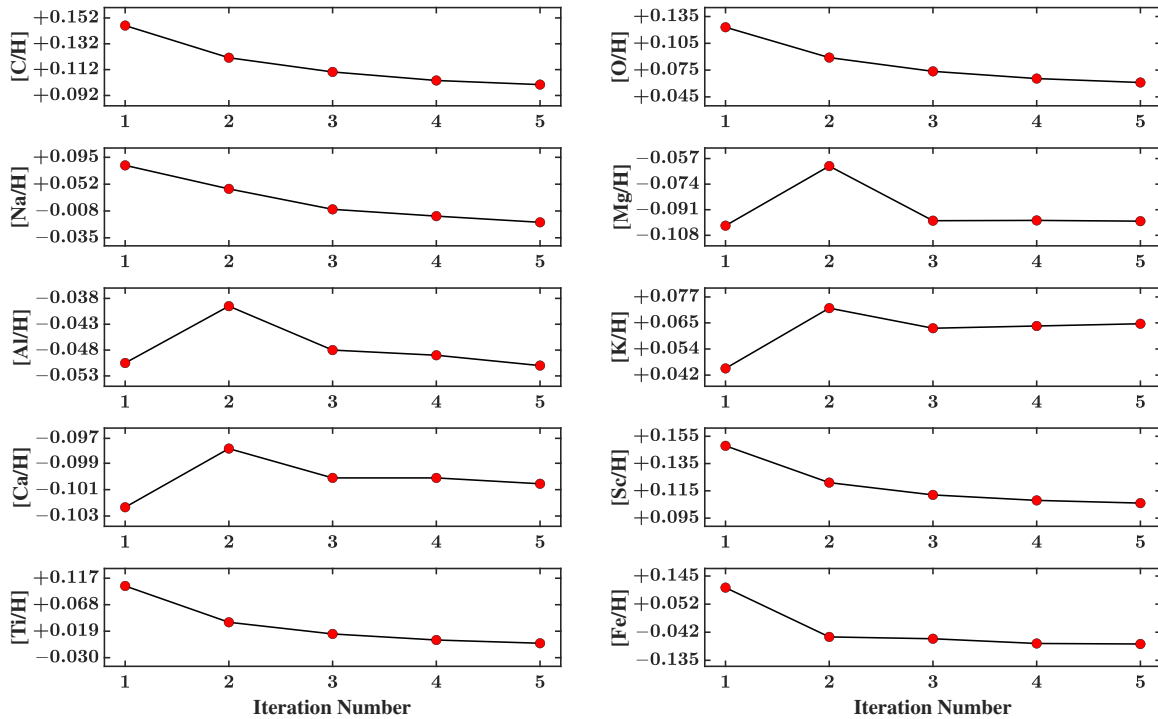 [C/H]
+0.152
+0.132
+0.112
+0.092
1 2 3 4 5
[O/H]
+0.135
+0.105
+0.075
+0.045
1 2 3 4 5
[Na/H]
+0.095
+0.052
−0.008
−0.035
1 2 3 4 5
[Mg/H]
−0.057
−0.074
−0.091
−0.108
1 2 3 4 5
[Al/H]
−0.038
−0.043
−0.048
−0.053
1 2 3 4 5
[K/H]
+0.077
+0.065
+0.054
+0.042
1 2 3 4 5
[Ca/H]
−0.097
−0.099
−0.101
−0.103
1 2 3 4 5
[Sc/H]
+0.155
+0.135
+0.115
+0.095
1 2 3 4 5
[Ti/H]
+0.117
+0.068
+0.019
−0.030
1 2 3 4 5
Iteration Number
[Fe/H]
+0.145
+0.052
−0.042
−0.135
1 2 3 4 5
Iteration Number